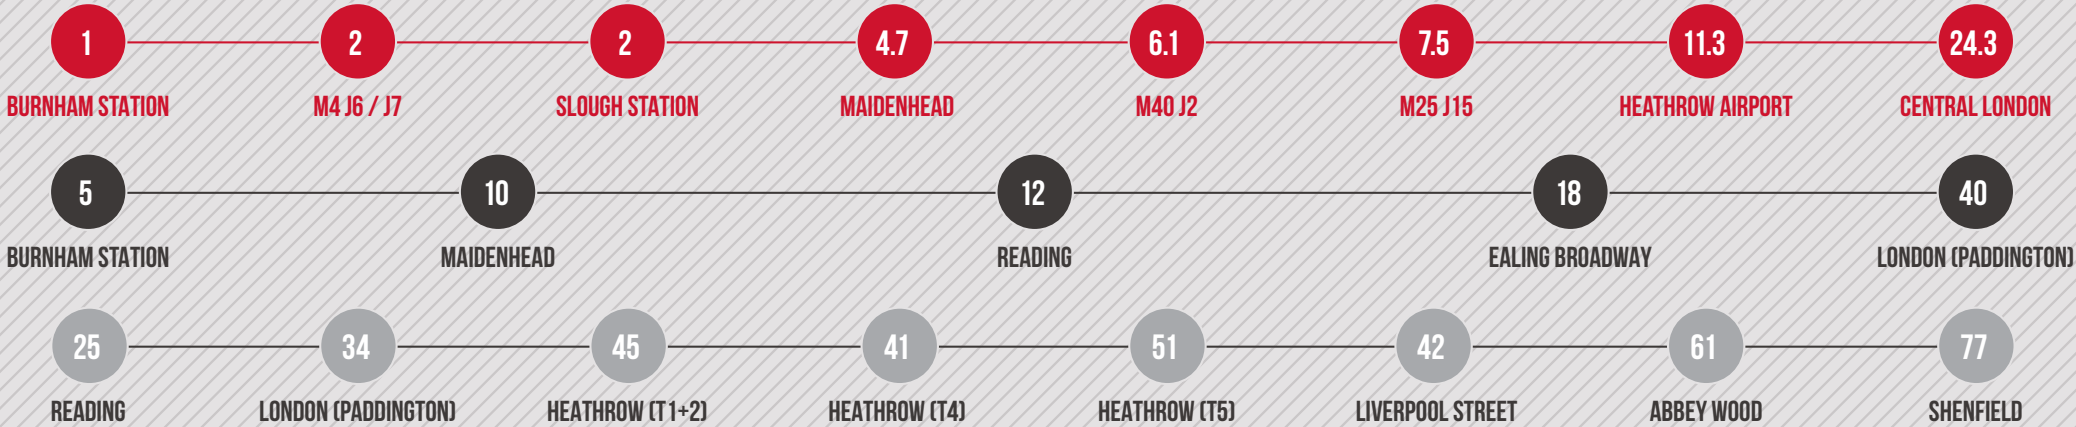 1 2 2 4.7 6.1 7.5 11.3 24.3
BURNHAM STATION M4 J6 / J7 SLOUGH STATION MAIDENHEAD M40 J2 M25 J15 HEATHROW AIRPORT CENTRAL LONDON
5 10 12 18 40
BURNHAM STATION MAIDENHEAD READING EALING BROADWAY LONDON (PADDINGTON)
25 34 45 41 51 42 61 77
READING LONDON (PADDINGTON) HEATHROW (T1+2) HEATHROW (T4) HEATHROW (T5) LIVERPOOL STREET ABBEY WOOD SHENFIELD